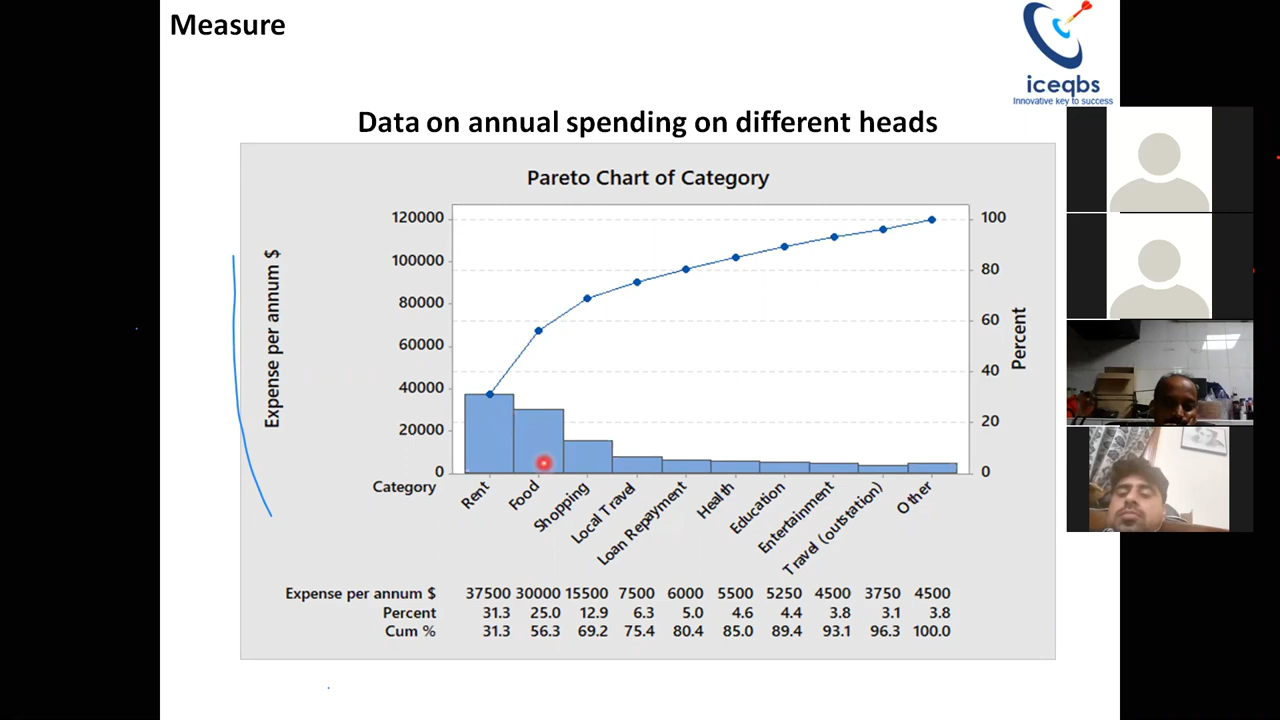 Measure
iceqbs
Innovative key to success
Data on annual spending on different heads
Pareto Chart of Category
120000
100000
80000
60000
40000
20000
0
Expense per annum $
100
80
60
40
20
0
Percent
Category
Rent
Food
Shopping
Local Travel
Loan Repayment
Health
Education
Entertainment
Travel (outstation)
Other
Expense per annum $ 37500 30000 15500 7500 6000 5500 5250 4500 3750 4500
Percent 31.3 25.0 12.9 6.3 5.0 4.6 4.4 3.8 3.1 3.8
Cum % 31.3 56.3 69.2 75.4 80.4 85.0 89.4 93.1 96.3 100.0